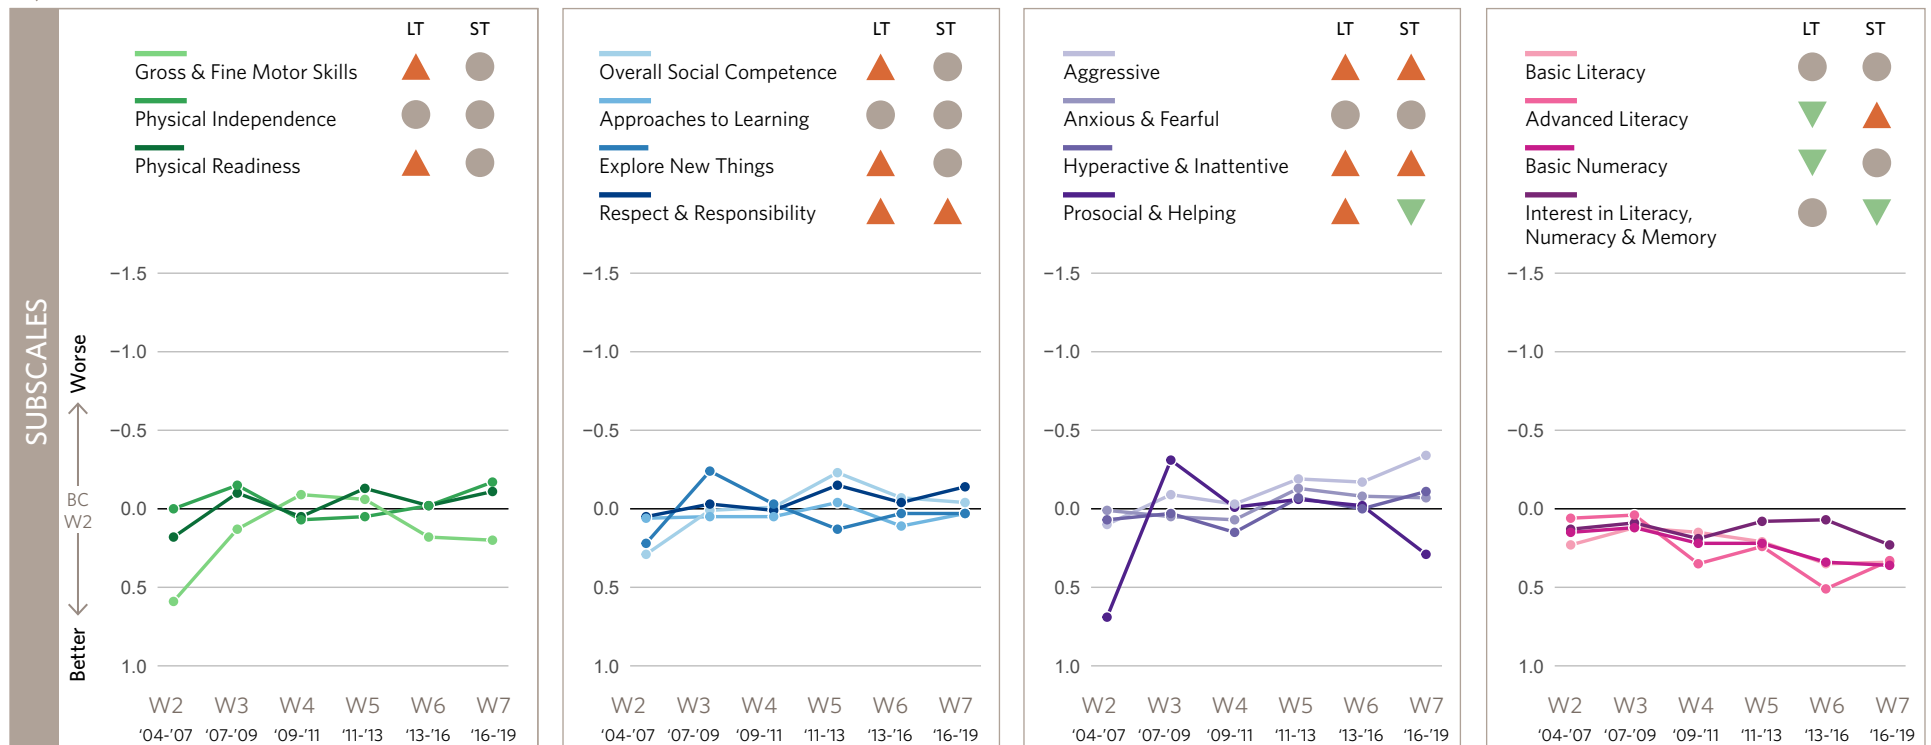 SUBSCALES
Worse
BC
W2
Better
LT ST
Gross & Fine Motor Skills
Physical Independence
Physical Readiness
−1.5
−1.0
−0.5
0.0
0.5
1.0
W2 W3 W4 W5 W6 W7
‘04-’07 ‘07-’09 ‘09-’11 ‘11-’13 ‘13-’16 ‘16-’19
LT ST
Overall Social Competence
Approaches to Learning
Explore New Things
Respect & Responsibility
−1.5
−1.0
−0.5
0.0
0.5
1.0
W2 W3 W4 W5 W6 W7
‘04-’07 ‘07-’09 ‘09-’11 ‘11-’13 ‘13-’16 ‘16-’19
LT ST
Aggressive
Anxious & Fearful
Hyperactive & Inattentive
Prosocial & Helping
−1.5
−1.0
−0.5
0.0
0.5
1.0
W2 W3 W4 W5 W6 W7
‘04-’07 ‘07-’09 ‘09-’11 ‘11-’13 ‘13-’16 ‘16-’19
LT ST
Basic Literacy
Advanced Literacy
Basic Numeracy
Interest in Literacy,
Numeracy & Memory
−1.5
−1.0
−0.5
0.0
0.5
1.0
W2 W3 W4 W5 W6 W7
‘04-’07 ‘07-’09 ‘09-’11 ‘11-’13 ‘13-’16 ‘16-’19